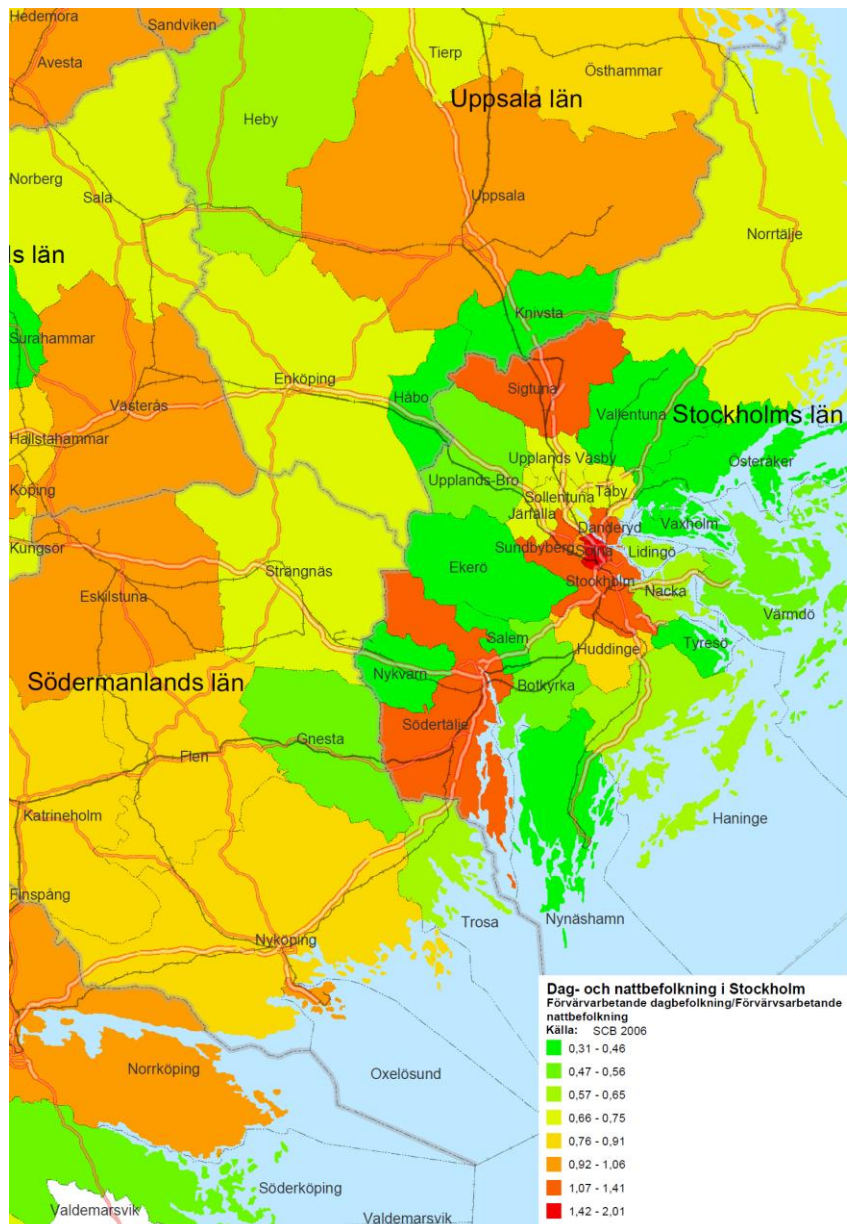 Hedemora
Sandviken
Avesta
Tierp
Östhammar
Uppsala län
Heby
Norberg
Sala
Uppsala
Norrtälje
ls län
Knivsta
Surahammar
Sigtuna
Enköping
Håbo
Vallentuna
Västerås
Stockholms län
Hallstahammar
Upplands Väsby
Österåker
Upplands-Bro
Köping
Sollentuna
Täby
Järfälla
Vaxholm
Danderyd
Kungsör
Sundbyberg
Solna
Lidingö
Ekerö
Strängnäs
Stockholm
Eskilstuna
Nacka
Värmdö
Salem
Tyresö
Huddinge
Nykvarn
Södermanlands län
Botkyrka
Södertälje
Gnesta
Flen
Katrineholm
Haninge
Finspång
Trosa
Nynäshamn
Nyköping
Norrköping
Oxelösund
Söderköping
Valdemarsvik
Valdemarsvik
Dag- och nattbefolkning i Stockholm
Förvärvarbetande dagbefolkning/Förvärvsarbetande
nattbefolkning
Källa: SCB 2006
0,31 - 0,46
0,47 - 0,56
0,57 - 0,65
0,66 - 0,75
0,76 - 0,91
0,92 - 1,06
1,07 - 1,41
1,42 - 2,01